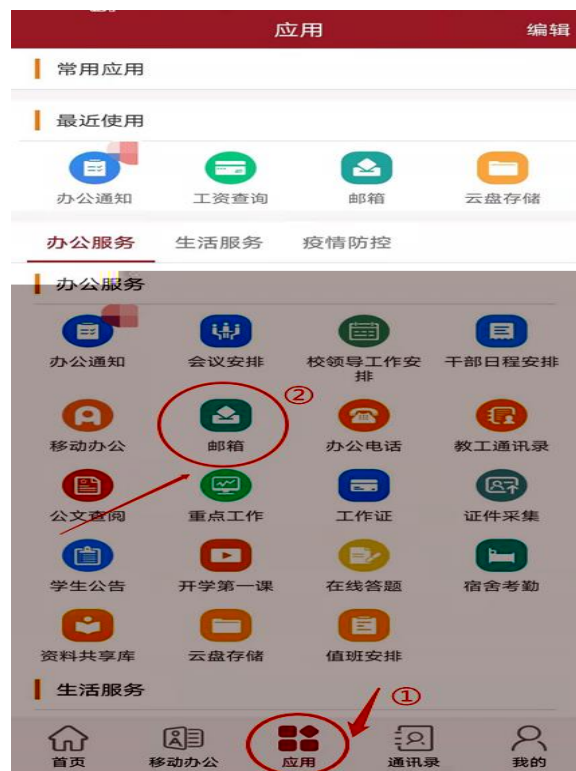 应用 编辑
常用应用
最近使用
办公通知 工资查询 邮箱 云盘存储
办公服务 生活服务 疫情防控
办公服务
办公通知 会议安排 校领导工作安排 干部日程安排
②
移动办公 邮箱 办公电话 教工通讯录
公文查阅 重点工作 工作证 证件采集
学生公告 开学第一课 在线答题 宿舍考勤
资料共享库 云盘存储 值班安排
生活服务
①
首页 移动办公 应用 通讯录 我的